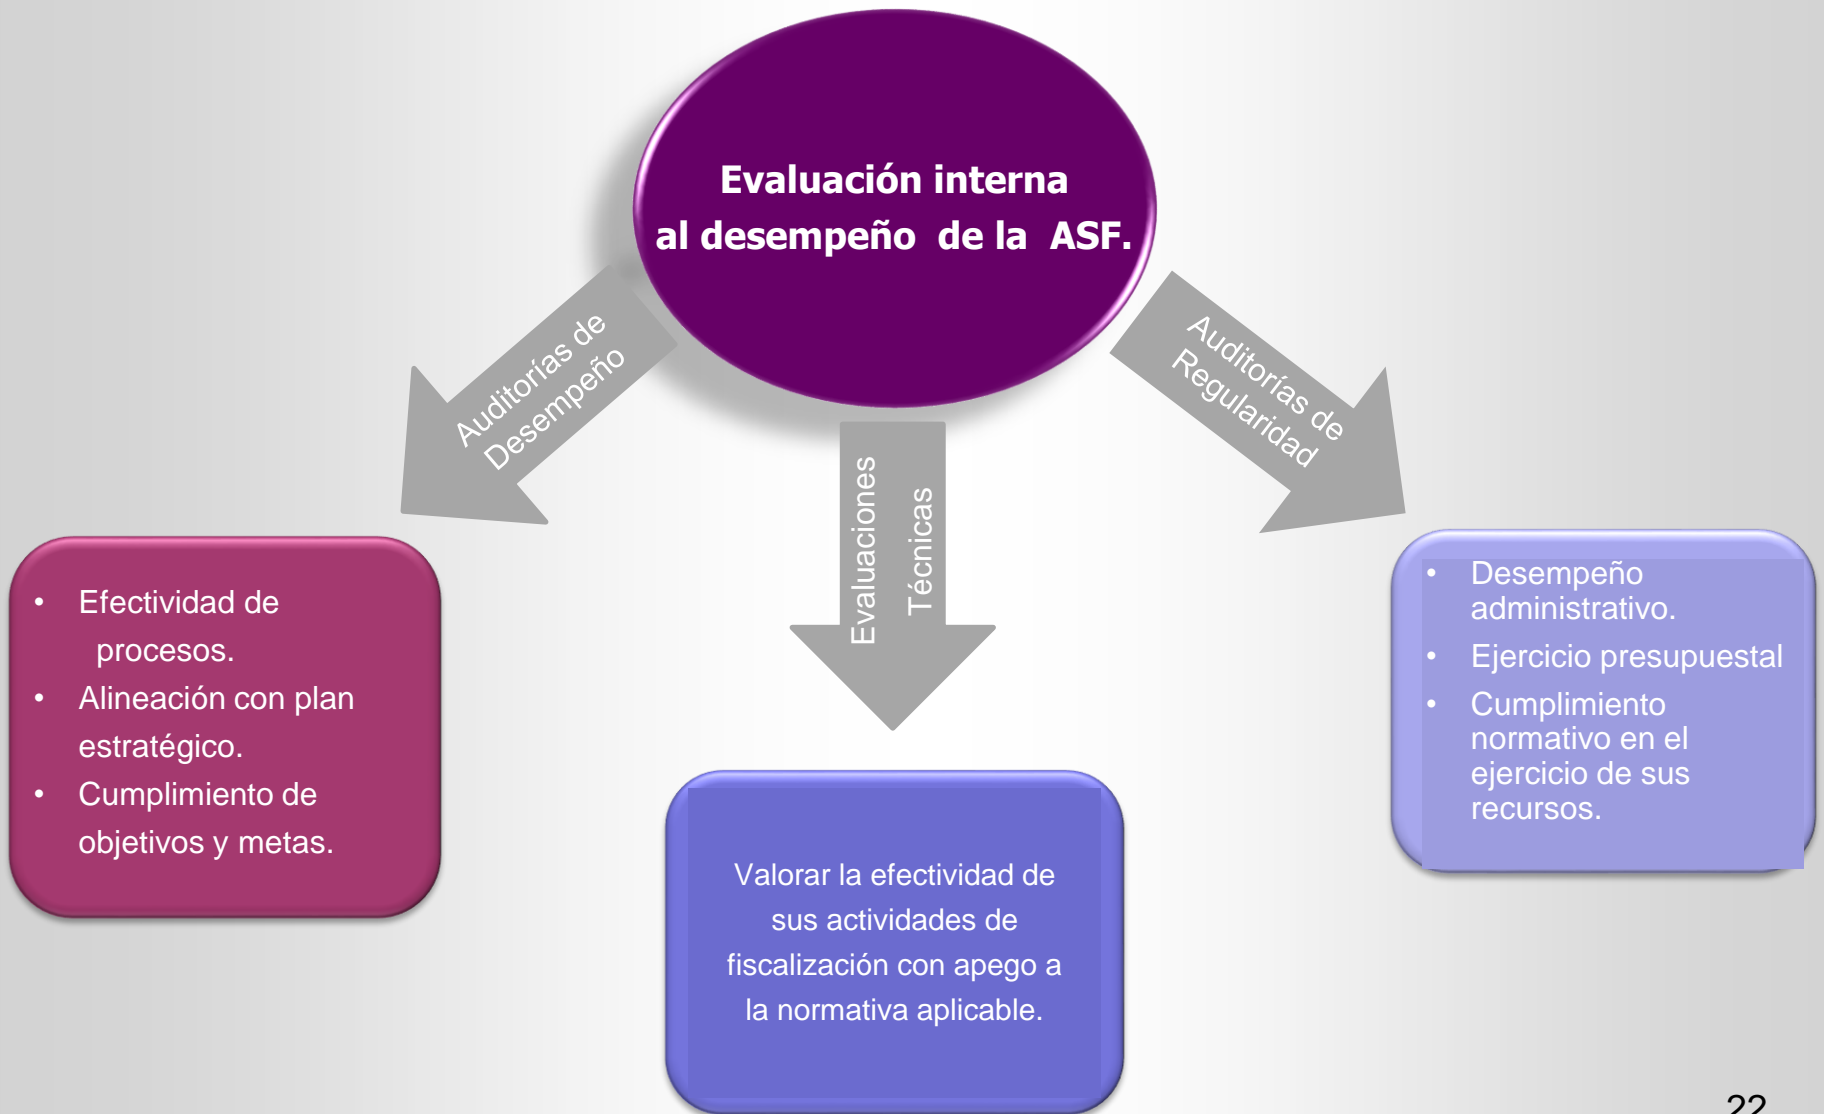 Evaluación interna
al desempeño de la ASF.
Auditorías de
Desempeño
Evaluaciones
Técnicas
Auditorías de
Regularidad
• Efectividad de
procesos.
• Alineación con plan
estratégico.
• Cumplimiento de
objetivos y metas.
Valorar la efectividad de
sus actividades de
fiscalización con apego a
la normativa aplicable.
• Desempeño
administrativo.
• Ejercicio presupuestal
• Cumplimiento
normativo en el
ejercicio de sus
recursos.
22